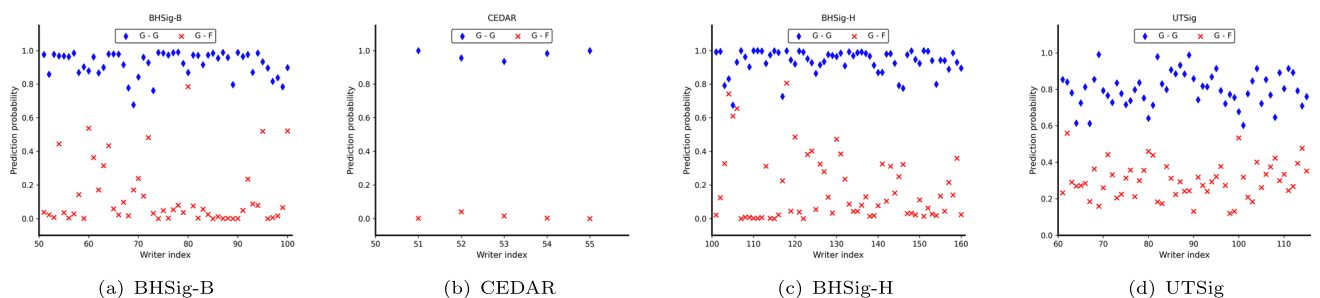 BHSig-B
G - G G - F
Prediction probability
1.0
0.8
0.6
0.4
0.2
0.0
50 60 70 80 90 100
Writer index
(a) BHSig-B
CEDAR
G - G G - F
Prediction probability
1.0
0.8
0.6
0.4
0.2
0.0
50 51 52 53 54 55
Writer index
(b) CEDAR
BHSig-H
G - G G - F
Prediction probability
1.0
0.8
0.6
0.4
0.2
0.0
100 110 120 130 140 150 160
Writer index
(c) BHSig-H
UTSig
G - G G - F
Prediction probability
1.0
0.8
0.6
0.4
0.2
0.0
60 70 80 90 100 110
Writer index
(d) UTSig